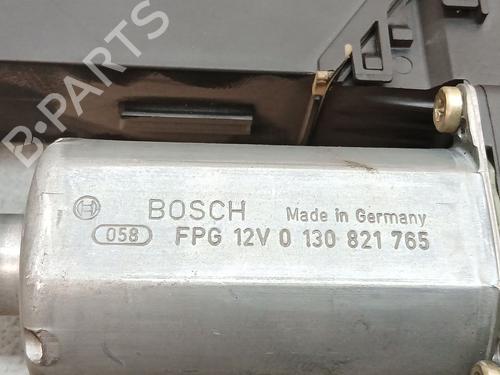 BOSCH Made in Germany
058 FPG 12V 0 130 821 765
B-PARTS